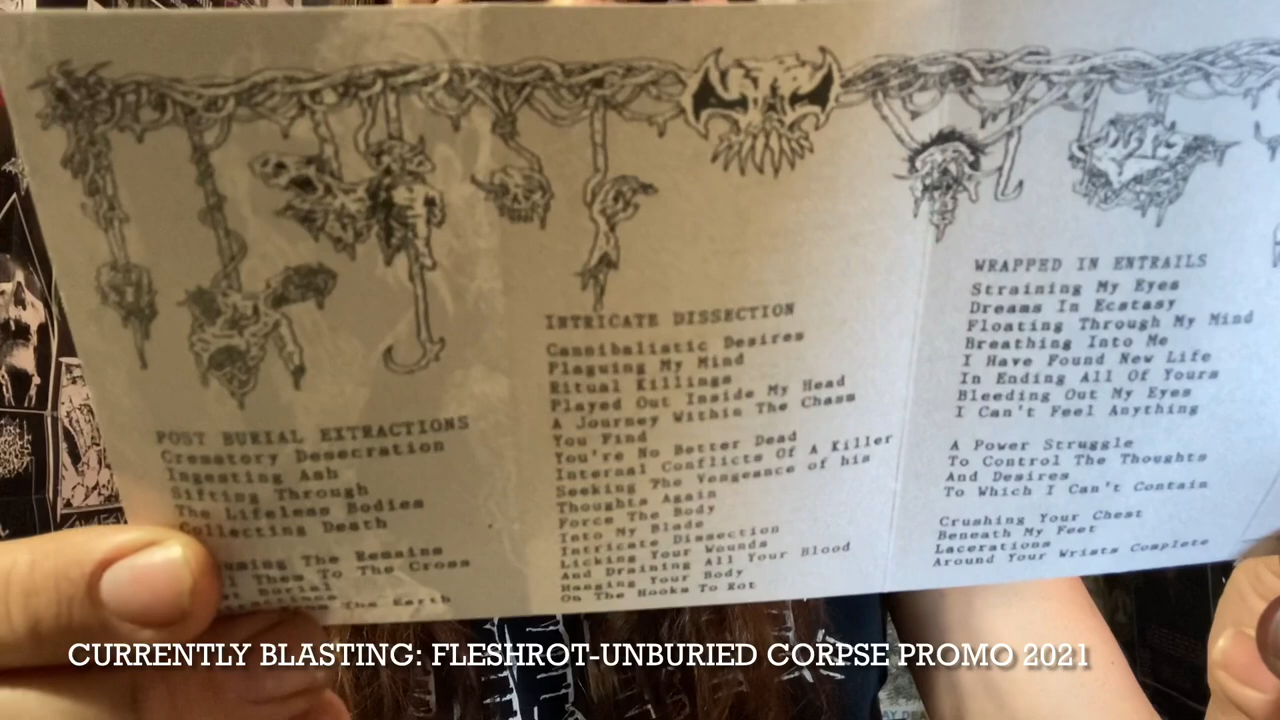 POST BURIAL EXTRACTIONS
Crematory Desecration
Ingesting Ash
Sifting Through
The Lifeless Bodies
Collecting Death
The Remains
Them To The Cross
Burial
The Earth
INTRICATE DISSECTION
Cannibalistic Desires
Plaguing My Mind
Ritual Killings
Played Out Inside My Head
A Journey Within The Chasm
You Find
You're No Better Dead
Internal Conflicts Of A Killer
Seeking The Vengeance of his
Thoughts Again
Force The Body
Into My Blade
Intricate Dissection
Licking Your Wounds
And Draining All Your Blood
Hanging Your Body
On The Hooks To Rot
WRAPPED IN ENTRAILS
Straining My Eyes
Dreams In Ecstasy
Floating Through My Mind
Breathing Into Me
I Have Found New Life
In Ending All Of Yours
Bleeding Out My Eyes
I Can't Feel Anything
A Power Struggle
To Control The Thoughts
And Desires
To Which I Can't Contain
Crushing Your Chest
Beneath My Feet
Lacerations
Around Your Wrists Complete
CURRENTLY BLASTING: FLESHROT-UNBURIED CORPSE PROMO 2021